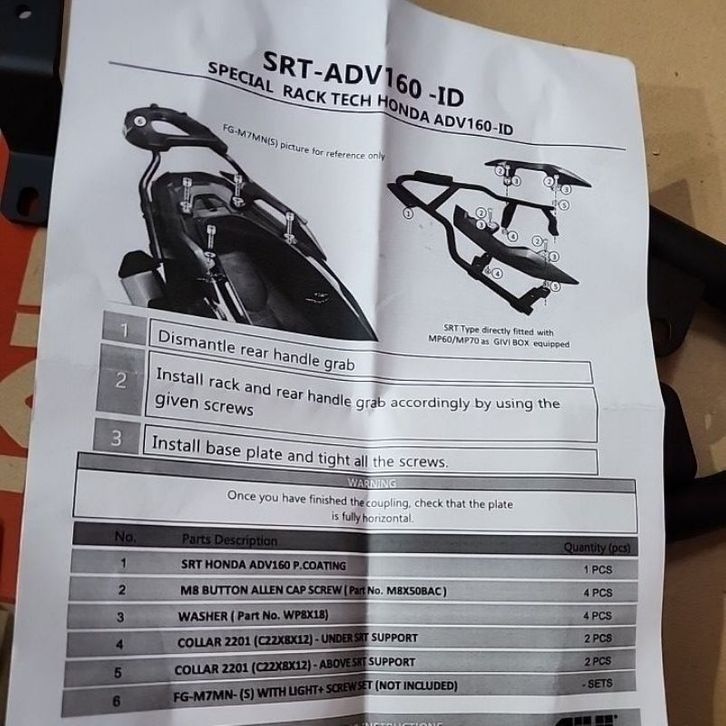 SRT-ADV160 -ID
SPECIAL RACK TECH HONDA ADV160-ID
FG-M7MN(S) picture for reference only
SRT Type directly fitted with
MP60/MP70 as GIVI BOX equipped
1 Dismantle rear handle grab
2 Install rack and rear handle grab accordingly by using the
given screws
3 Install base plate and tight all the screws.
WARNING
Once you have finished the coupling, check that the plate
is fully horizontal.
No. Parts Description Quantity (pcs)
1 SRT HONDA ADV160 P.COATING 1 PCS
2 M8 BUTTON ALLEN CAP SCREW ( Part No. M8X50BAC ) 4 PCS
3 WASHER ( Part No. WP8X18) 4 PCS
4 COLLAR 2201 (C22X8X12) - UNDER SRT SUPPORT 2 PCS
5 COLLAR 2201 (C22X8X12) - ABOVE SRT SUPPORT 2 PCS
6 FG-M7MN- (S) WITH LIGHT+ SCREW SET (NOT INCLUDED) - SETS
INSTRUCTIONS